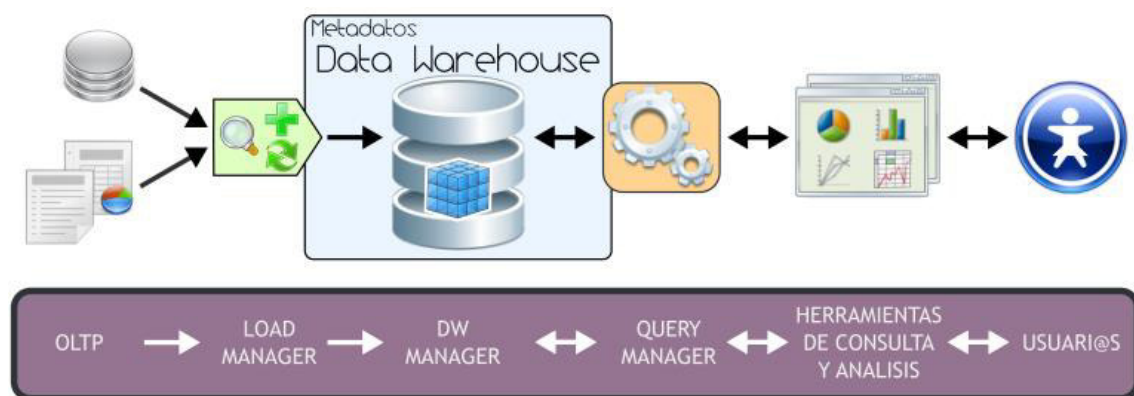 Metadatos
Data Warehouse
OLTP
LOAD
MANAGER
DW
MANAGER
QUERY
MANAGER
HERRAMIENTAS
DE CONSULTA
Y ANALISIS
USUARI@S